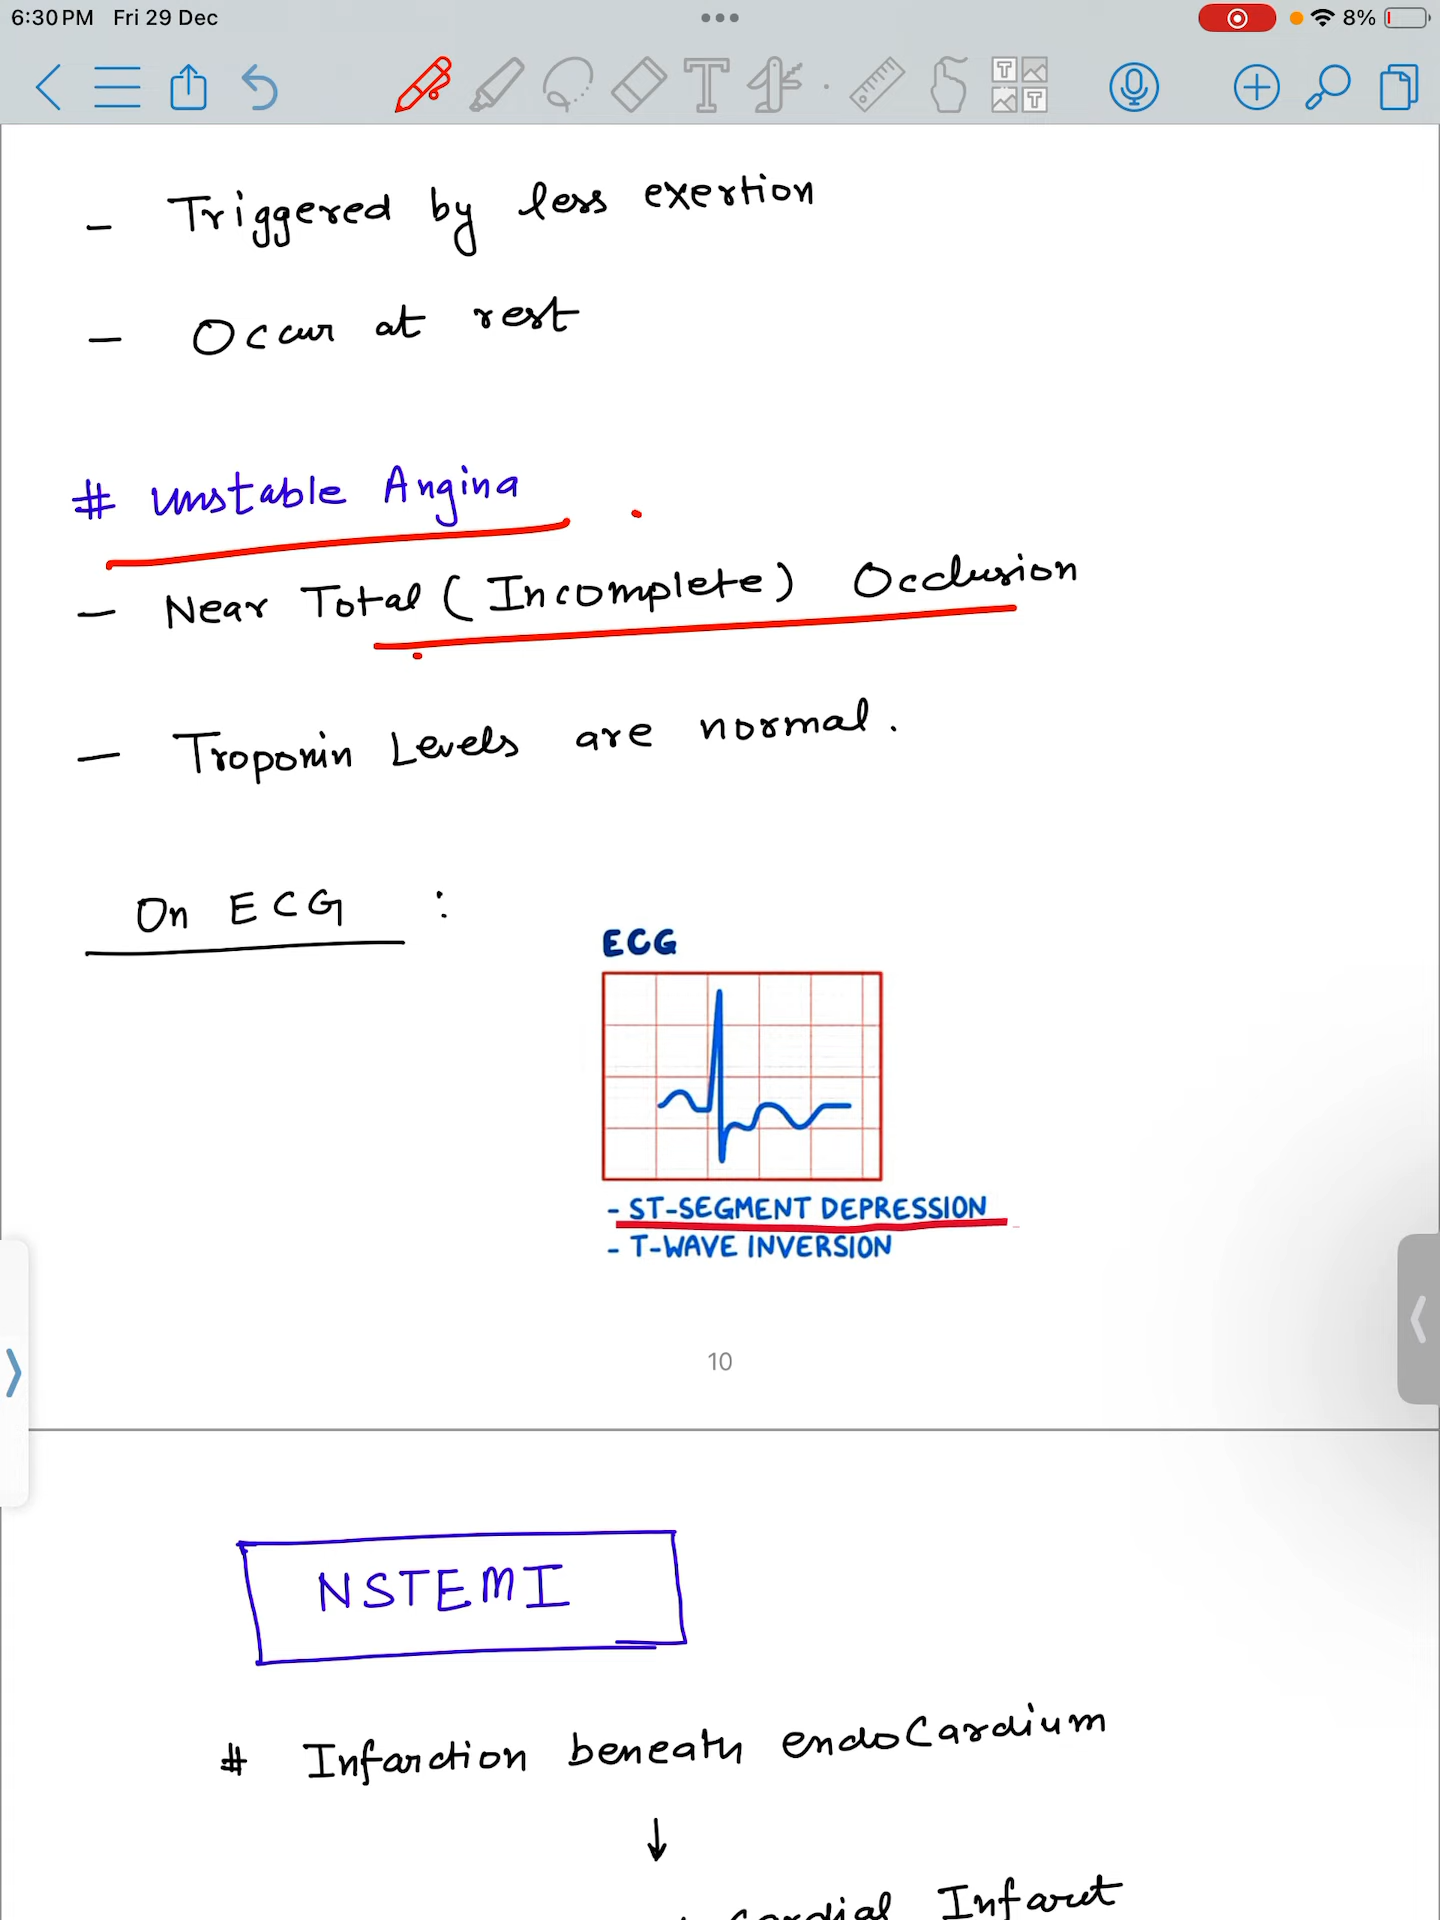 6:30 PM Fri 29 Dec
8%
- Triggered by less exertion
- Occur at rest
# Unstable Angina
- Near Total (Incomplete) Occlusion
- Troponin Levels are normal.
On ECG :
ECG
- ST-SEGMENT DEPRESSION
- T-WAVE INVERSION
10
NSTEMI
# Infarction beneath endoCardium
↓
Infarct